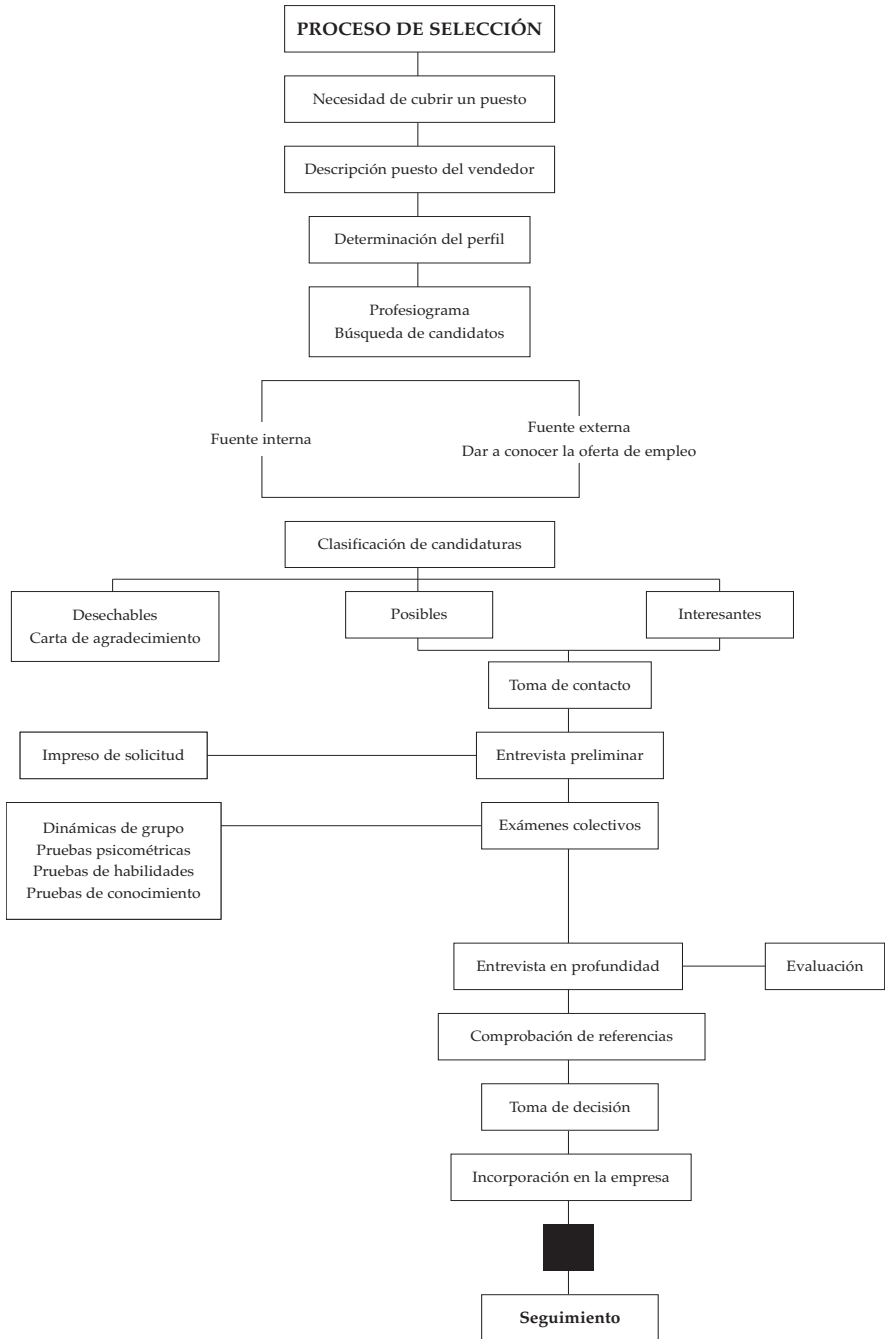 PROCESO DE SELECCIÓN
Necesidad de cubrir un puesto
Descripción puesto del vendedor
Determinación del perfil
Profesiograma
Búsqueda de candidatos
Fuente interna
Fuente externa
Dar a conocer la oferta de empleo
Clasificación de candidaturas
Desechables
Carta de agradecimiento
Posibles
Interesantes
Toma de contacto
Impreso de solicitud
Entrevista preliminar
Dinámicas de grupo
Pruebas psicométricas
Pruebas de habilidades
Pruebas de conocimiento
Exámenes colectivos
Entrevista en profundidad
Evaluación
Comprobación de referencias
Toma de decisión
Incorporación en la empresa
Seguimiento